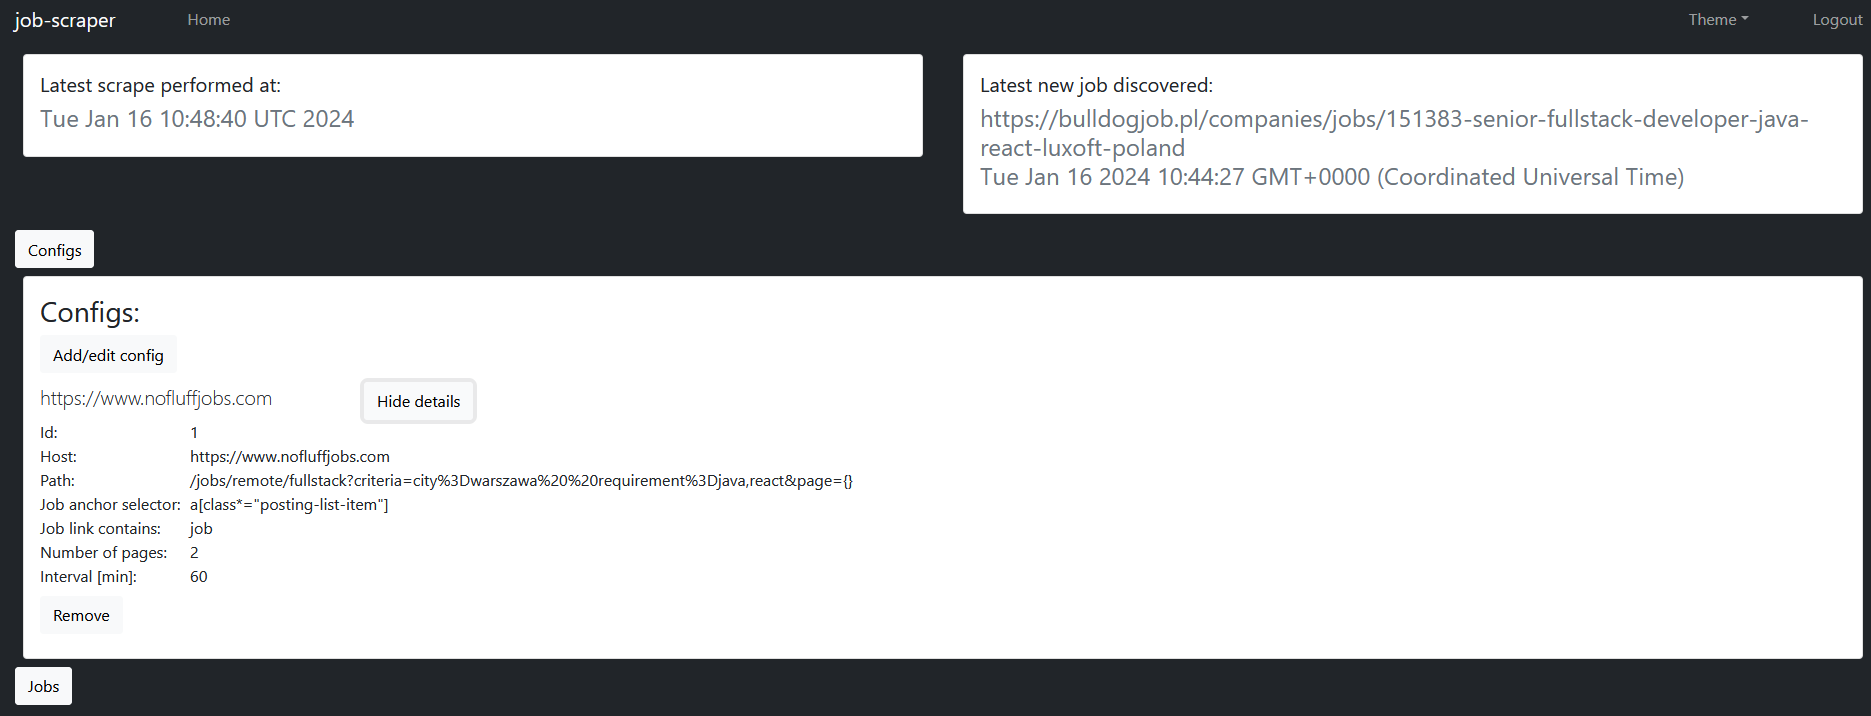 job-scraper Home Theme Logout
Latest scrape performed at:
Tue Jan 16 10:48:40 UTC 2024
Latest new job discovered:
https://bulldogjob.pl/companies/jobs/151383-senior-fullstack-developer-java-
react-luxoft-poland
Tue Jan 16 2024 10:44:27 GMT+0000 (Coordinated Universal Time)
Configs
Configs:
Add/edit config
https://www.nofluffjobs.com Hide details
Id: 1
Host: https://www.nofluffjobs.com
Path: /jobs/remote/fullstack?criteria=city%3Dwarszawa%20%20requirement%3Djava,react&page={}
Job anchor selector: a[class*="posting-list-item"]
Job link contains: job
Number of pages: 2
Interval [min]: 60
Remove
Jobs